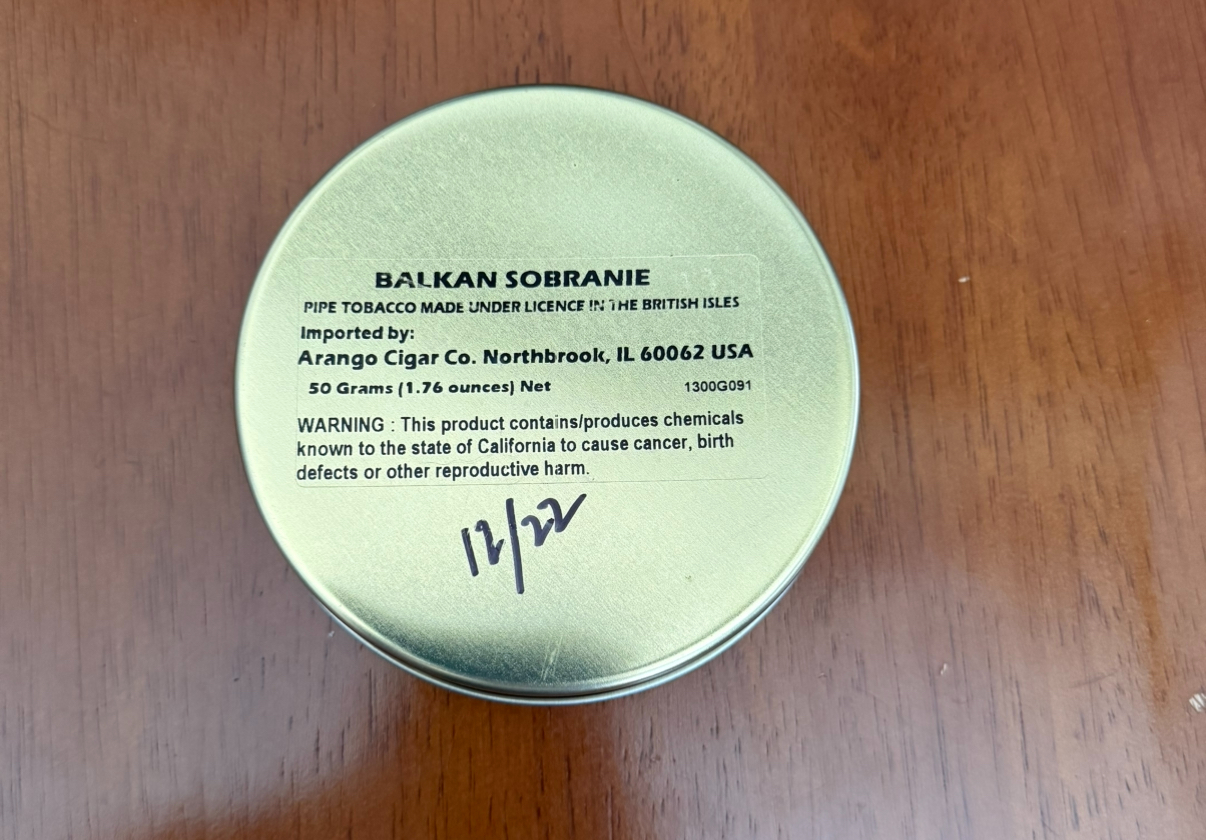 BALKAN SOBRANIE
PIPE TOBACCO MADE UNDER LICENCE IN THE BRITISH ISLES
Imported by:
Arango Cigar Co. Northbrook, IL 60062 USA
50 Grams (1.76 ounces) Net 1300G091
WARNING : This product contains/produces chemicals
known to the state of California to cause cancer, birth
defects or other reproductive harm.
12/22